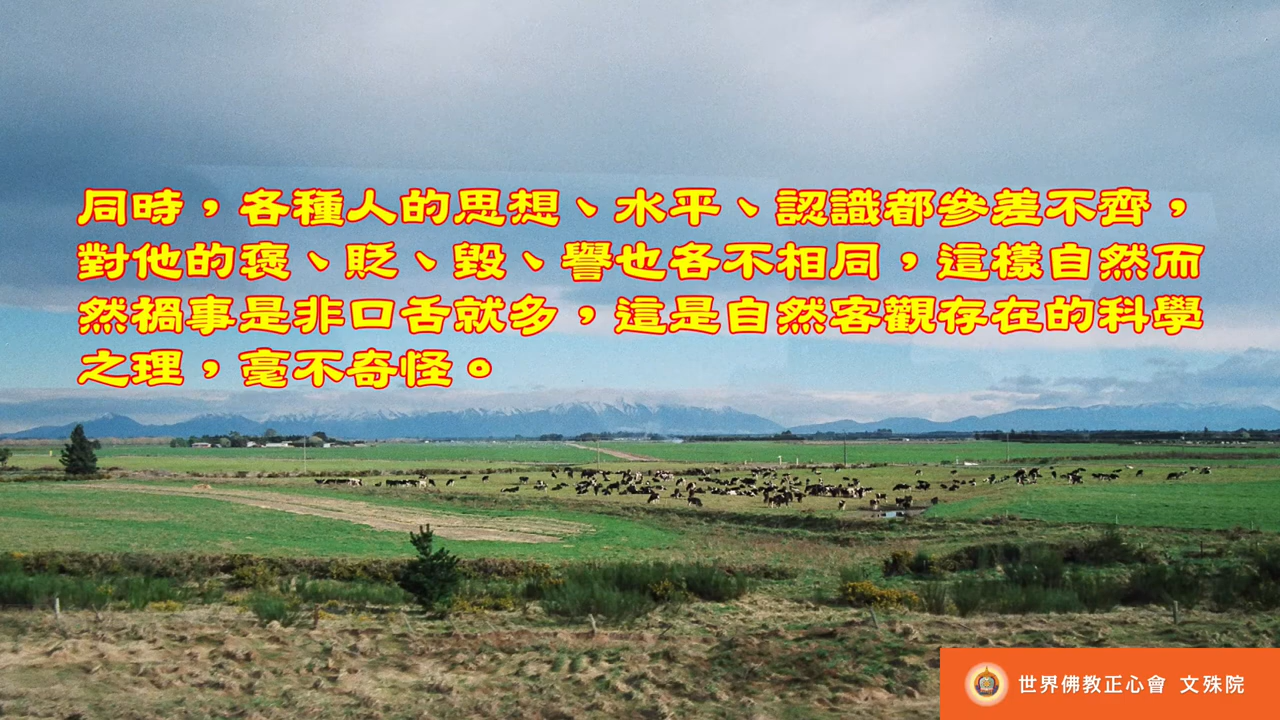 同時，各種人的思想、水平、認識都參差不齊，
對他的褒、貶、毀、譽也各不相同，這樣自然而
然禍事是非口舌就多，這是自然客觀存在的科學
之理，毫不奇怪。
世界佛教正心會 文殊院